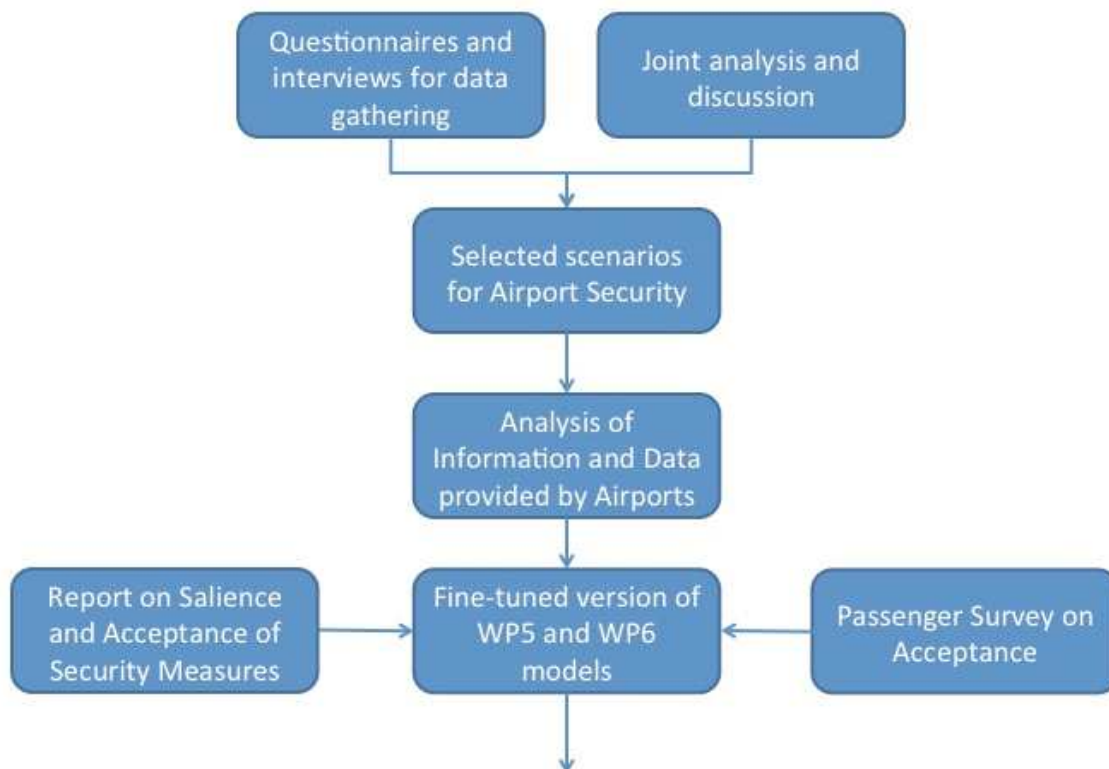 Questionnaires and
interviews for data
gathering
Joint analysis and
discussion
Selected scenarios
for Airport Security
Analysis of
Information and Data
provided by Airports
Report on Salience
and Acceptance of
Security Measures
Fine-tuned version of
WP5 and WP6
models
Passenger Survey on
Acceptance